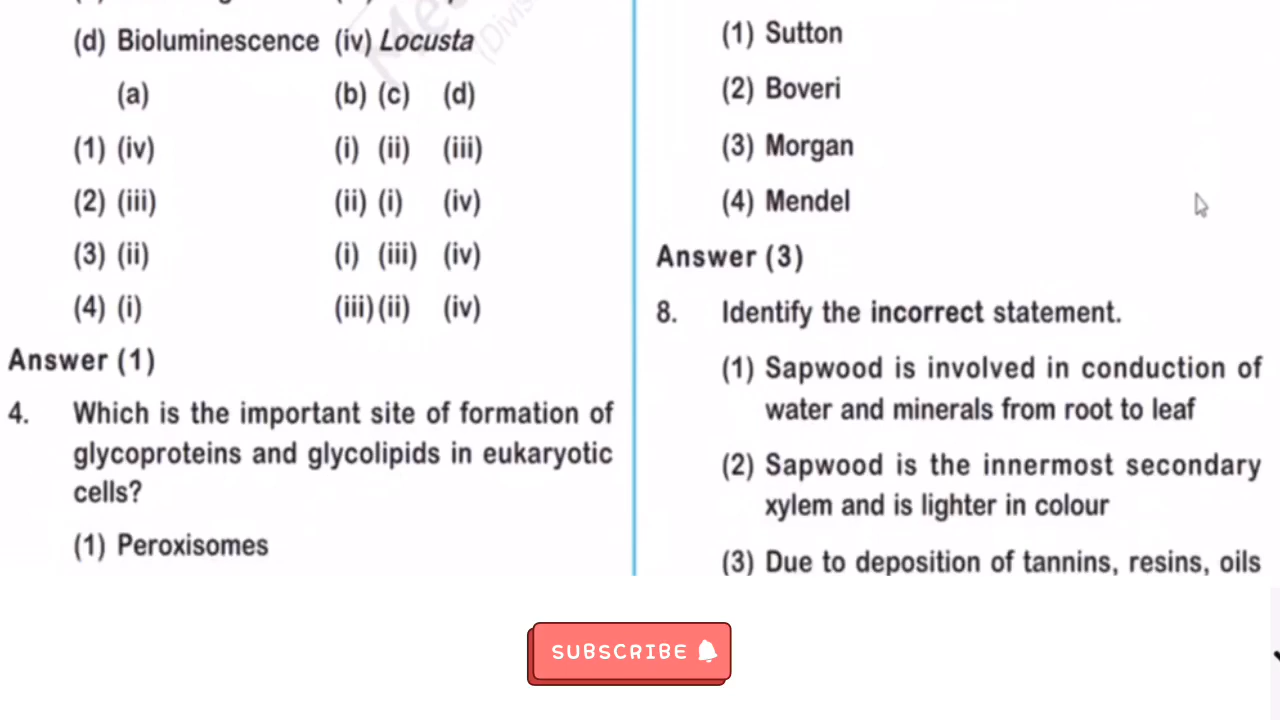 (d) Bioluminescence (iv) Locusta
(a) (b) (c) (d)
(1) (iv) (i) (ii) (iii)
(2) (iii) (ii) (i) (iv)
(3) (ii) (i) (iii) (iv)
(4) (i) (iii) (ii) (iv)
Answer (1)
4. Which is the important site of formation of
glycoproteins and glycolipids in eukaryotic
cells?
(1) Peroxisomes
(1) Sutton
(2) Boveri
(3) Morgan
(4) Mendel
Answer (3)
8. Identify the incorrect statement.
(1) Sapwood is involved in conduction of
water and minerals from root to leaf
(2) Sapwood is the innermost secondary
xylem and is lighter in colour
(3) Due to deposition of tannins, resins, oils
SUBSCRIBE